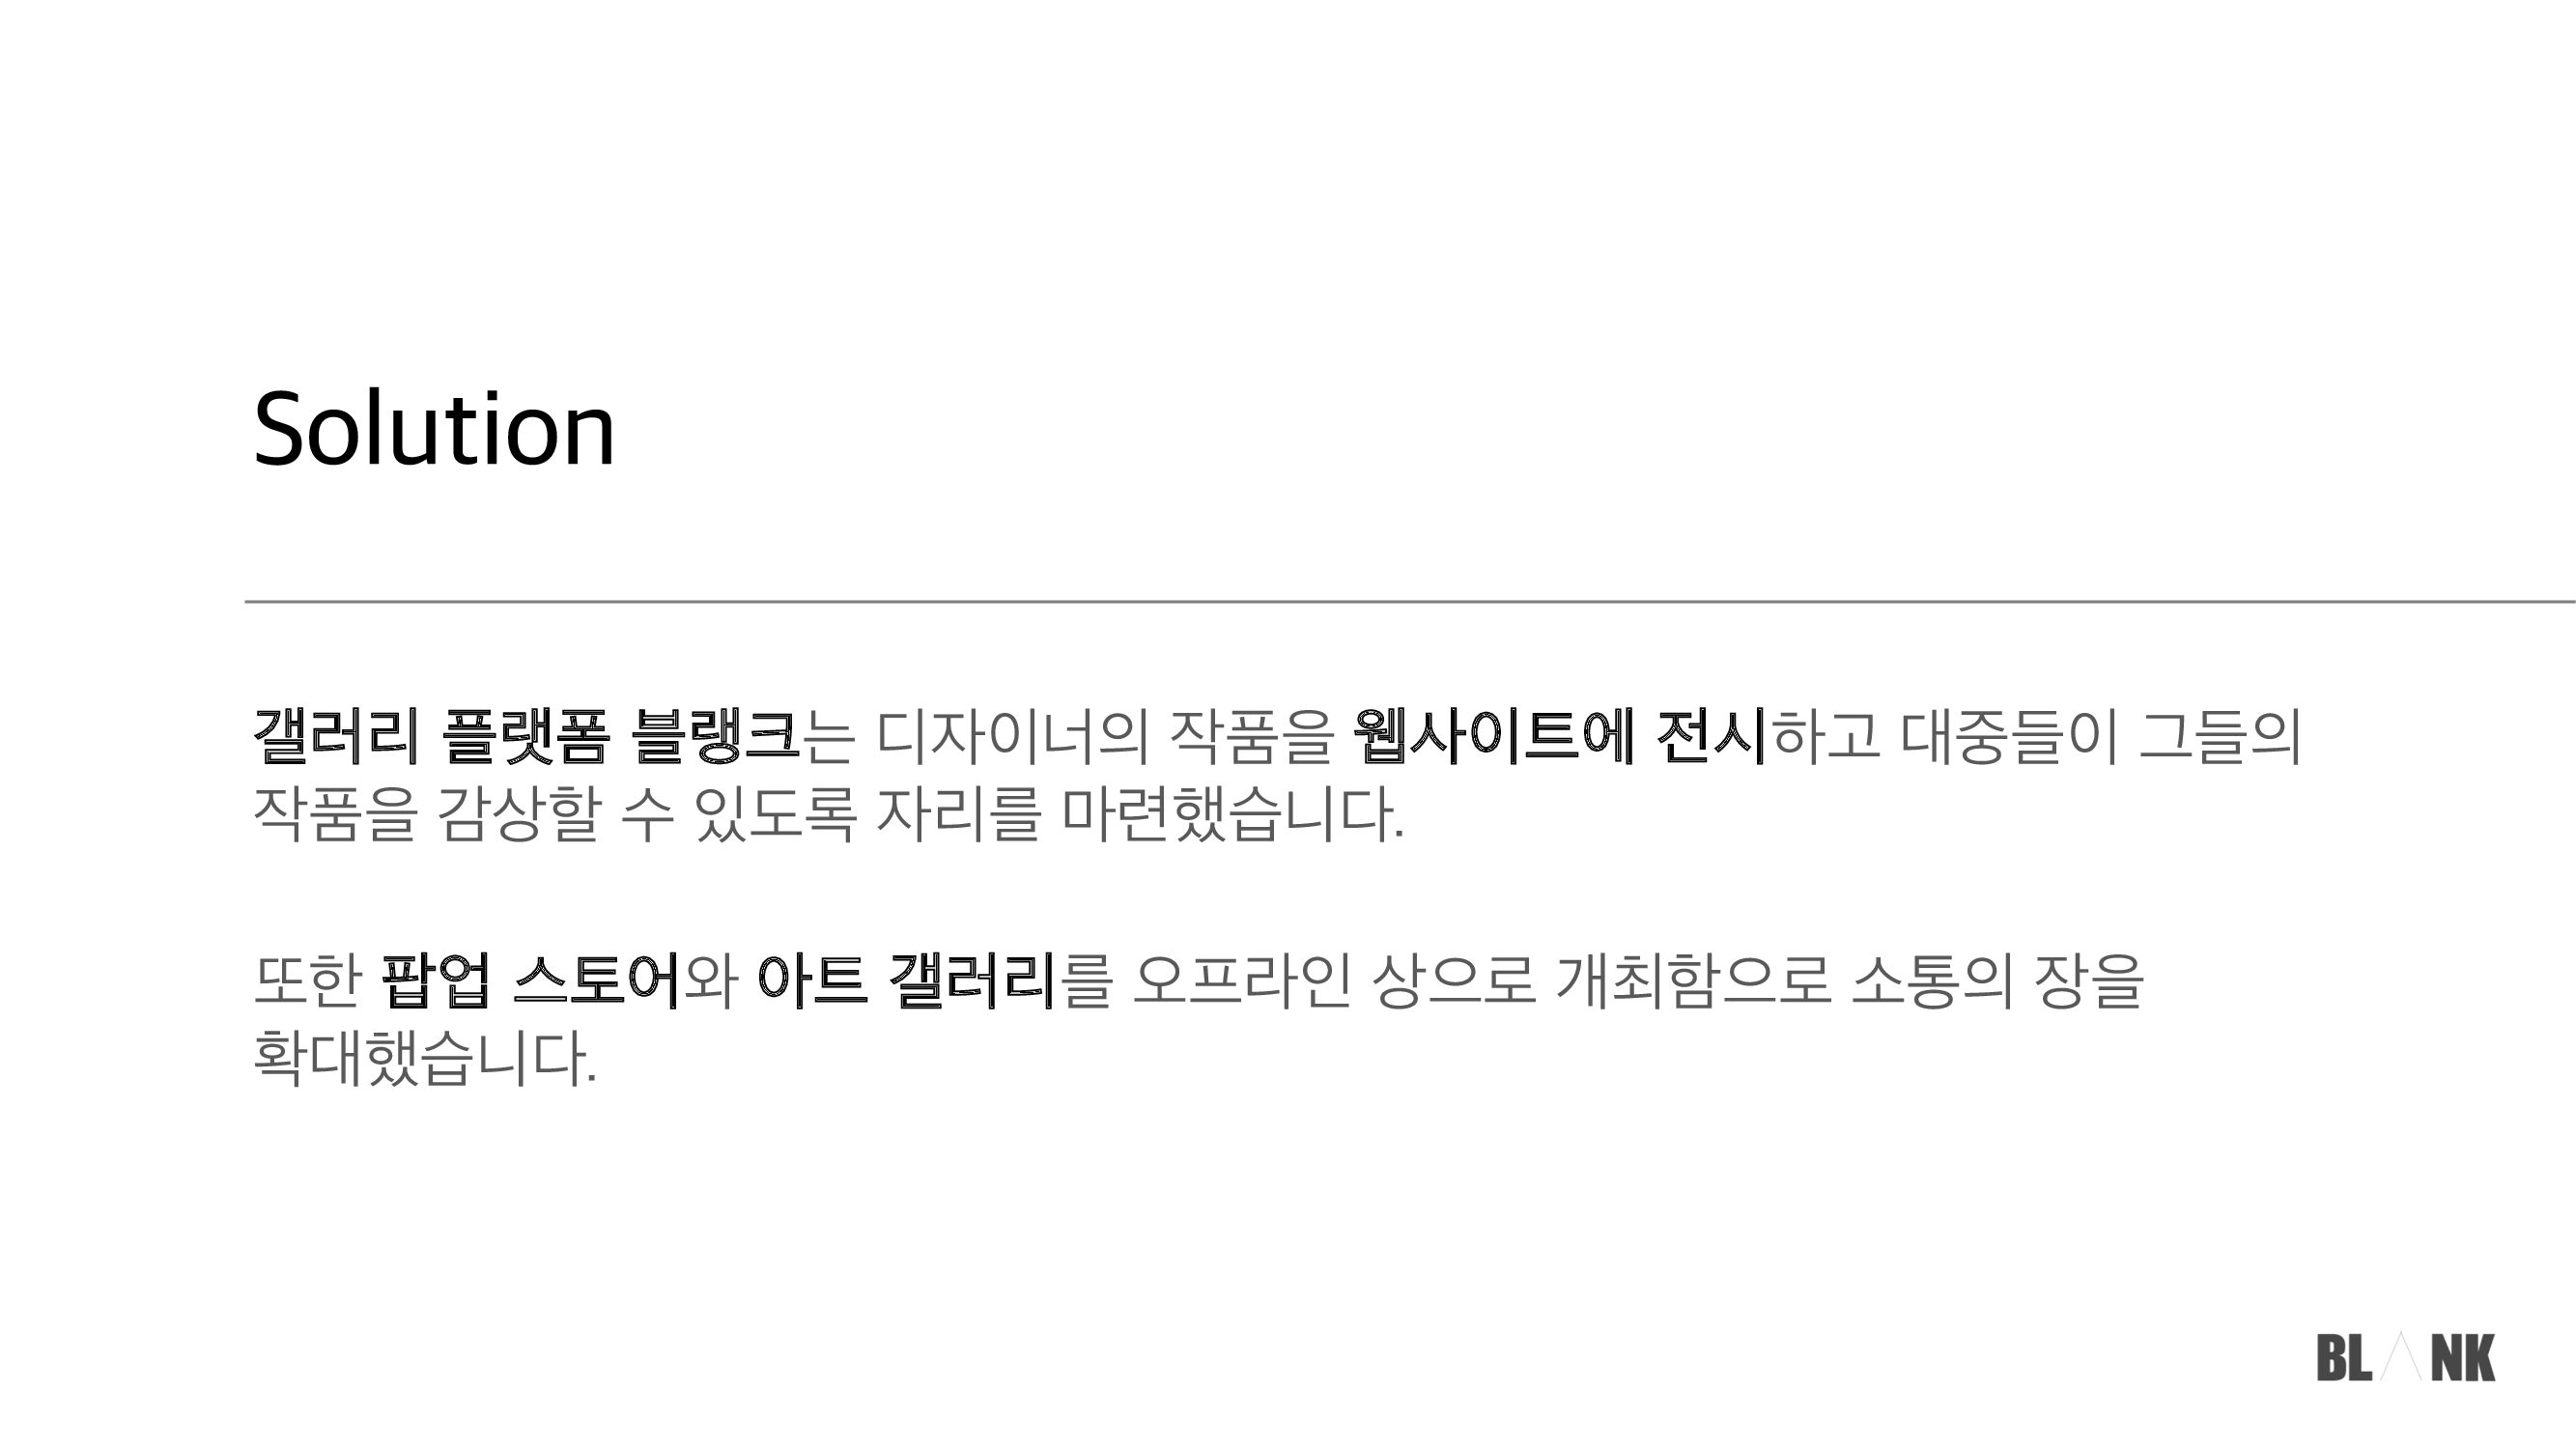 Solution
갤러리 플랫폼 블랭크는 디자이너의 작품을 웹사이트에 전시하고 대중들이 그들의
작품을 감상할 수 있도록 자리를 마련했습니다.
또한 팝업 스토어와 아트 갤러리를 오프라인 상으로 개최함으로 소통의 장을
확대했습니다.
BLΛNK